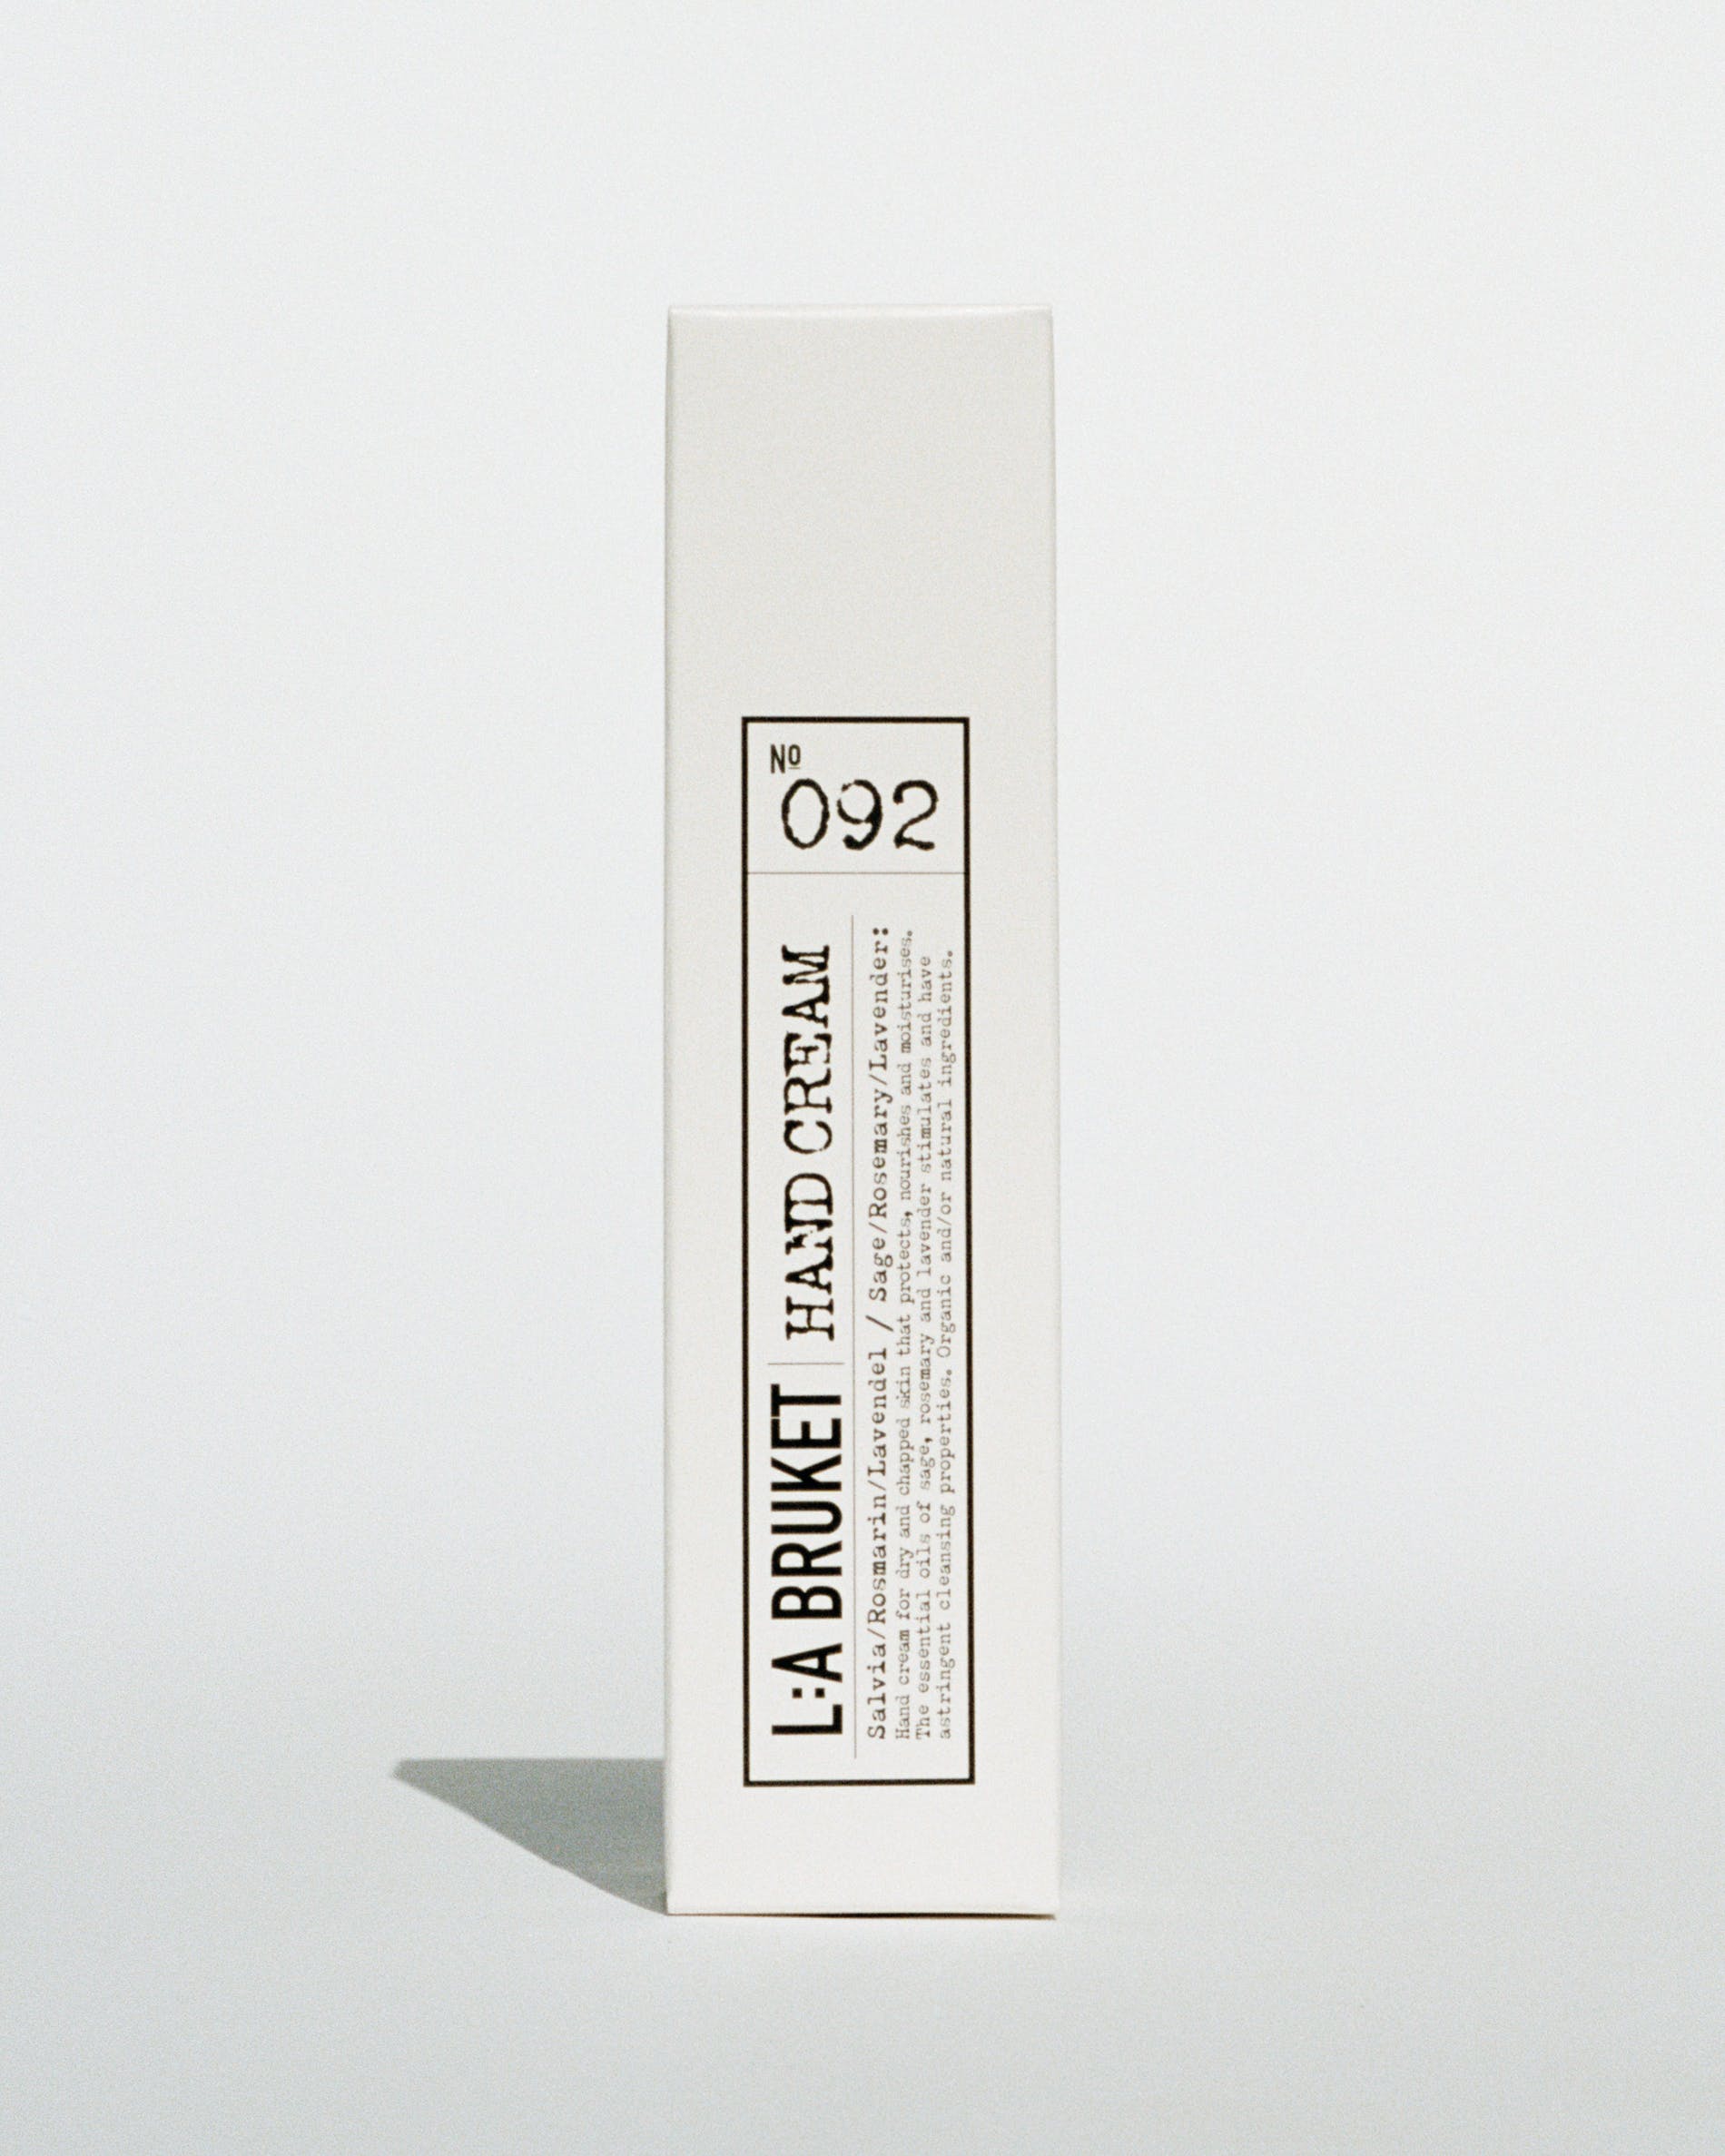 Nº
092
L:A BRUKET | HAND CREAM
Salvia/Rosmarin/Lavendel / Sage/Rosemary/Lavender:
Hand cream for dry and chapped skin that protects, nourishes and moisturises.
The essential oils of sage, rosemary and lavender stimulates and have
astringent cleansing properties. Organic and/or natural ingredients.